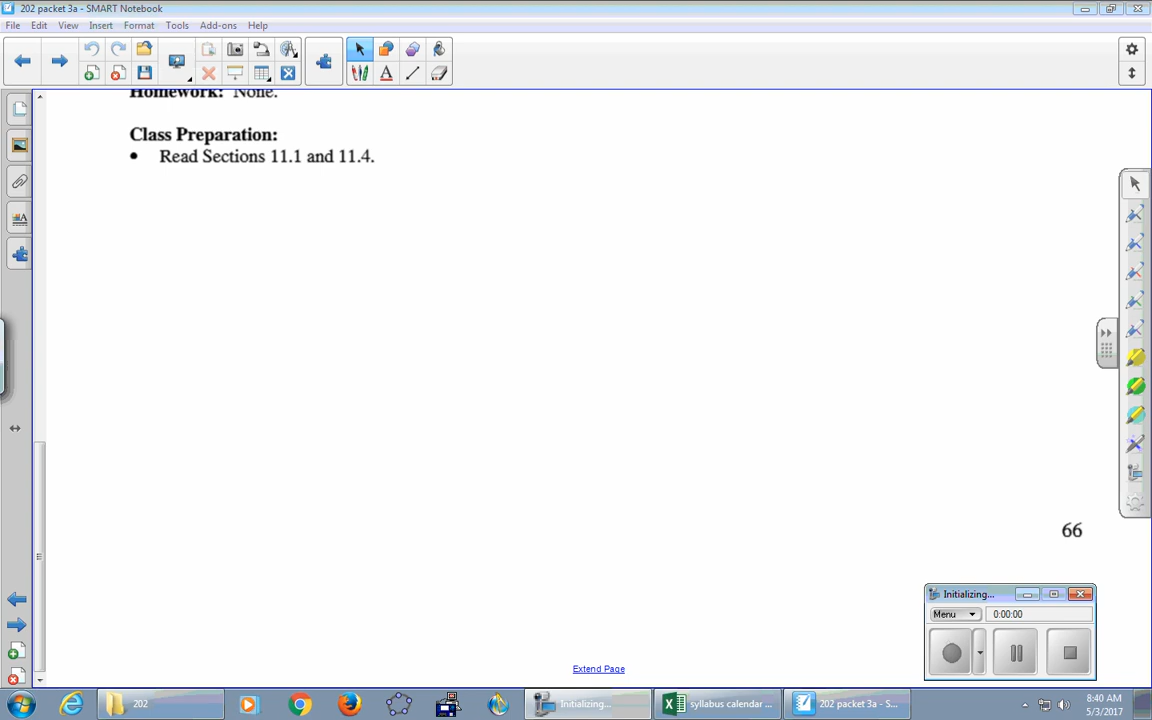 202 packet 3a - SMART Notebook
File Edit View Insert Format Tools Add-ons Help
Homework: None.
Class Preparation:
• Read Sections 11.1 and 11.4.
66
Initializing...
Menu 0:00:00
Extend Page
202
Initializing...
syllabus calendar ...
202 packet 3a - S...
8:40 AM
5/3/2017